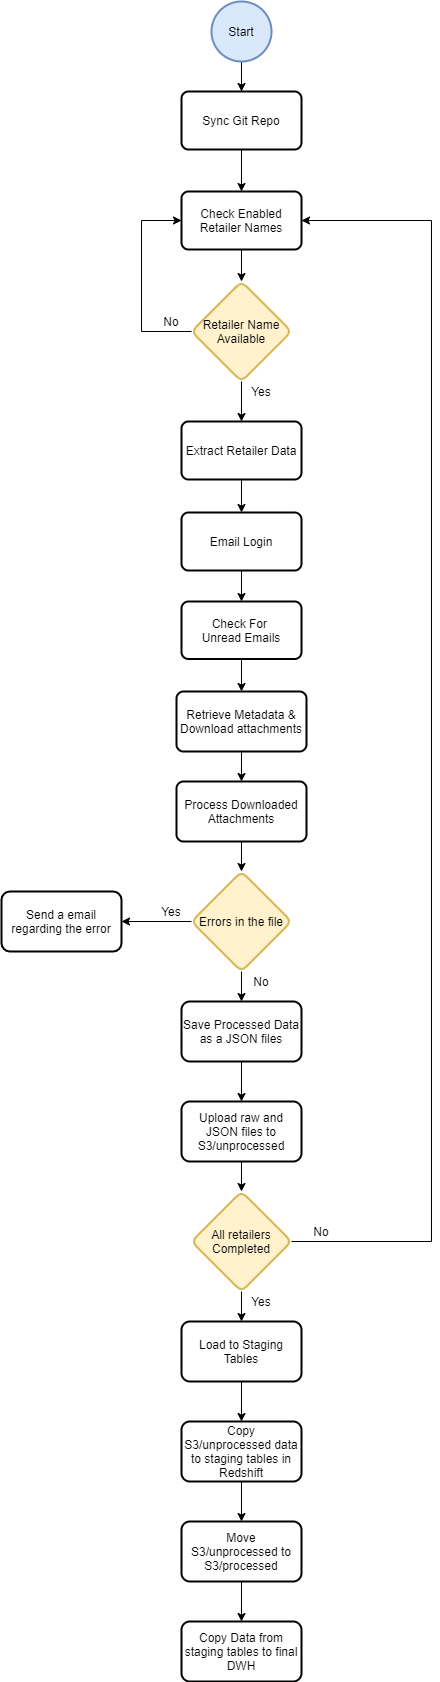 Start
Sync Git Repo
Check Enabled
Retailer Names
No
Retailer Name
Available
Yes
Extract Retailer Data
Email Login
Check For
Unread Emails
Retrieve Metadata &
Download attachments
Process Downloaded
Attachments
Send a email
regarding the error
Yes
Errors in the file
No
Save Processed Data
as a JSON files
Upload raw and
JSON files to
S3/unprocessed
All retailers
Completed
No
Yes
Load to Staging
Tables
Copy
S3/unprocessed data
to staging tables in
Redshift
Move
S3/unprocessed to
S3/processed
Copy Data from
staging tables to final
DWH